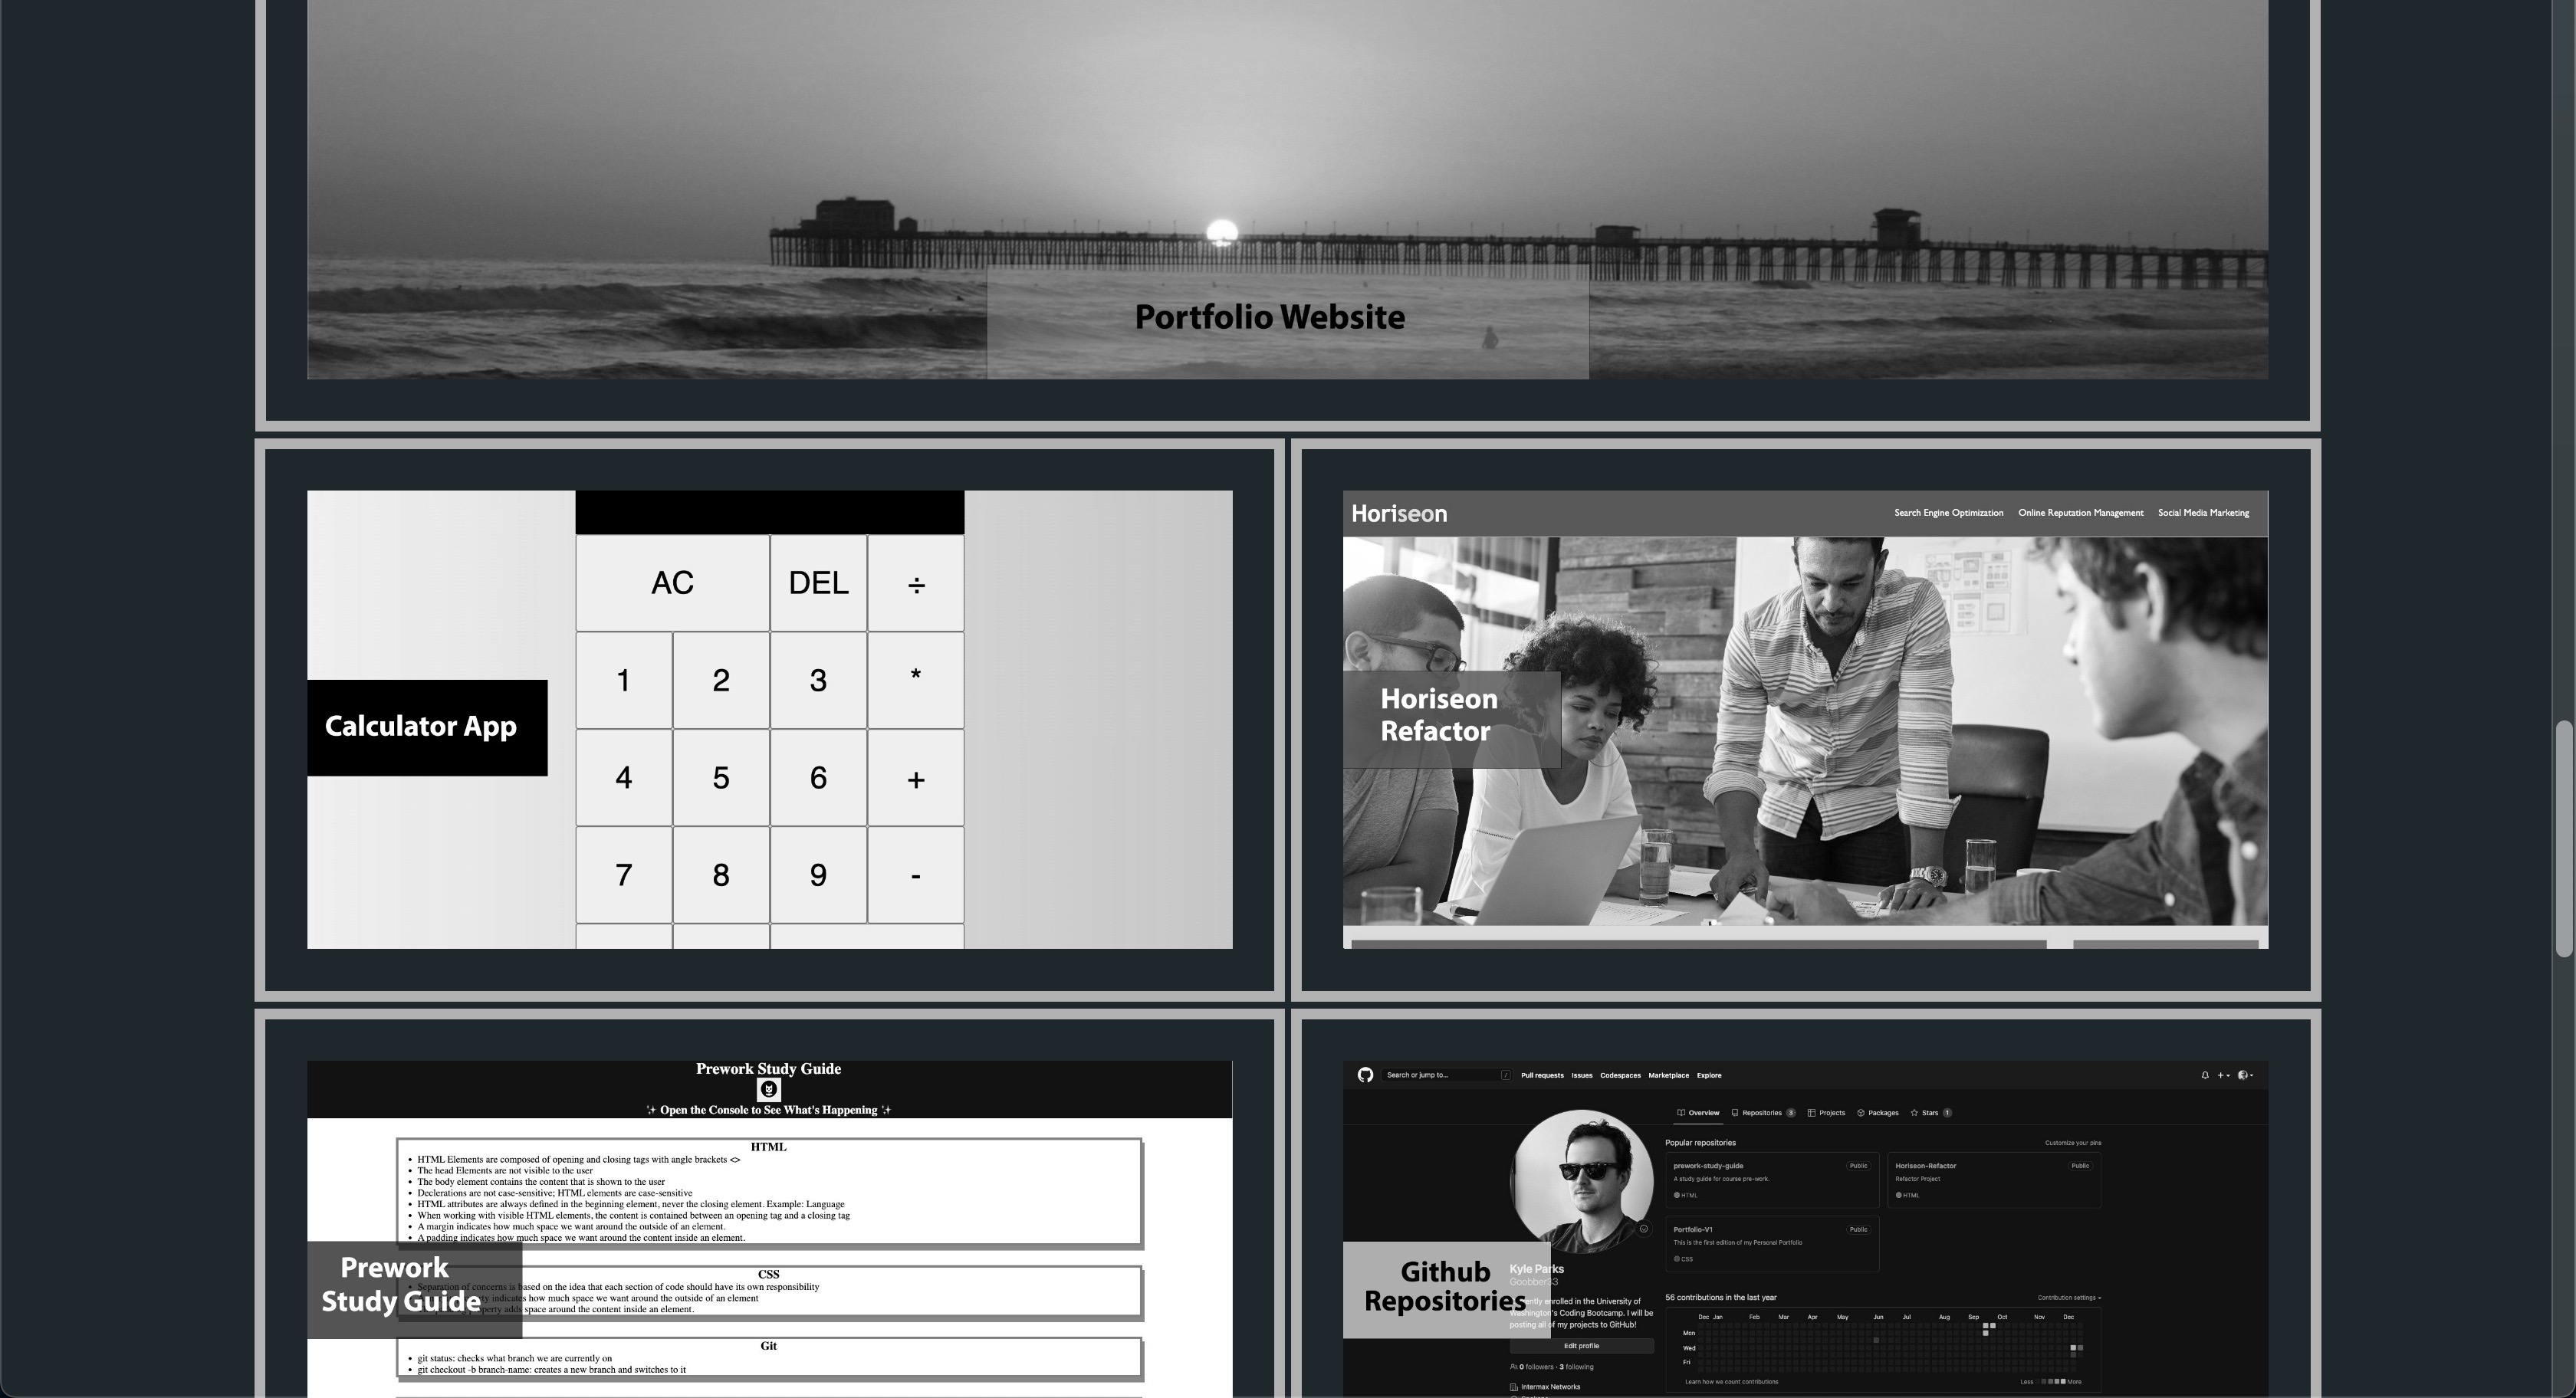 Portfolio Website
AC
DEL
÷
1
2
3
*
4
5
6
+
7
8
9
-
Calculator App
Horiseon
Search Engine Optimization
Online Reputation Management
Social Media Marketing
Horiseon
Refactor
Prework Study Guide
✨ Open the Console to See What's Happening ✨
HTML
• HTML Elements are composed of opening and closing tags with angle brackets <>
• The head Elements are not visible to the user
• The body element contains the content that is shown to the user
• Declerations are not case-sensitive; HTML elements are case-sensitive
• HTML attributes are always defined in the beginning element, never the closing element. Example: Language
• When working with visible HTML elements, the content is contained between an opening tag and a closing tag
• A margin indicates how much space we want around the outside of an element.
• A padding indicates how much space we want around the content inside an element.
CSS
Separation of concerns is based on the idea that each section of code should have its own responsibility
indicates how much space we want around the outside of an element
property adds space around the content inside an element.
Git
• git status: checks what branch we are currently on
• git checkout -b branch-name: creates a new branch and switches to it
Prework
Study Guide
Search or jump to...
/
Pull requests
Issues
Codespaces
Marketplace
Explore
Overview
Repositories 3
Projects
Packages
Stars 1
Popular repositories
Customize your pins
prework-study-guide
Public
A study guide for course pre-work.
HTML
Horiseon-Refactor
Public
Refactor Project
HTML
Portfolio-V1
Public
This is the first edition of my Personal Portfolio
CSS
Kyle Parks
Goobber33
enrolled in the University of
Washington's Coding Bootcamp. I will be
posting all of my projects to GitHub!
Edit profile
0 followers · 3 following
Intermax Networks
Github
Repositories
56 contributions in the last year
Contribution settings
Dec Jan Feb Mar Apr May Jun Jul Aug Sep Oct Nov Dec
Mon
Wed
Fri
Learn how we count contributions
Less
More